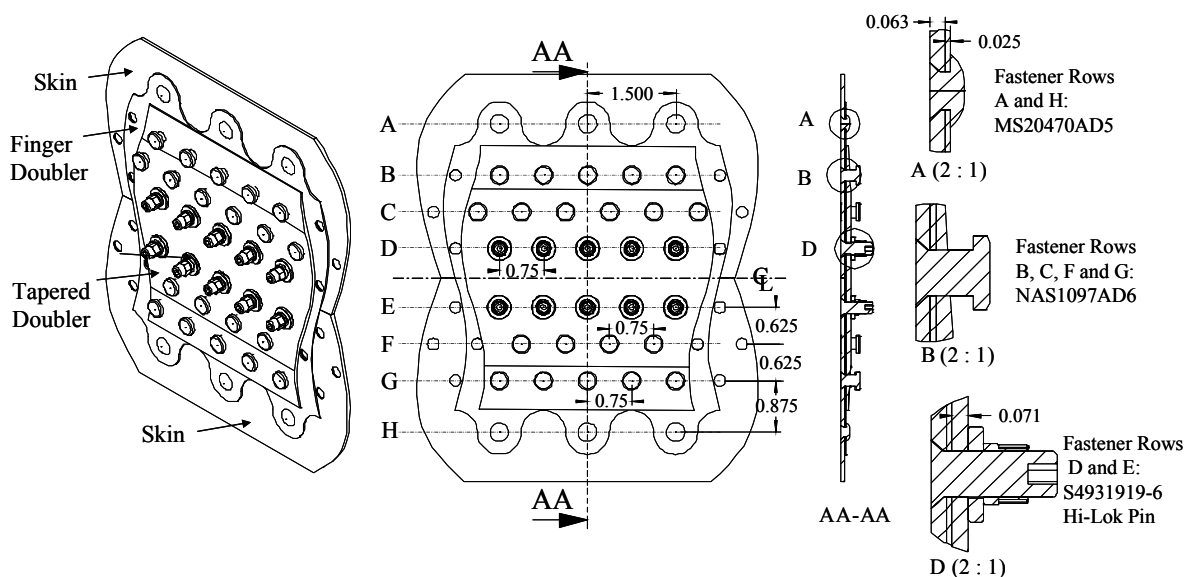 Skin
Finger
Doubler
Tapered
Doubler
Skin
AA
1.500
A
B
C
D
0.75
CL
E
0.625
0.75
F
0.625
G
0.75
0.875
H
AA
A
B
D
AA-AA
0.063
0.025
Fastener Rows
A and H:
MS20470AD5
A (2 : 1)
Fastener Rows
B, C, F and G:
NAS1097AD6
B (2 : 1)
0.071
Fastener Rows
D and E:
S4931919-6
Hi-Lok Pin
D (2 : 1)